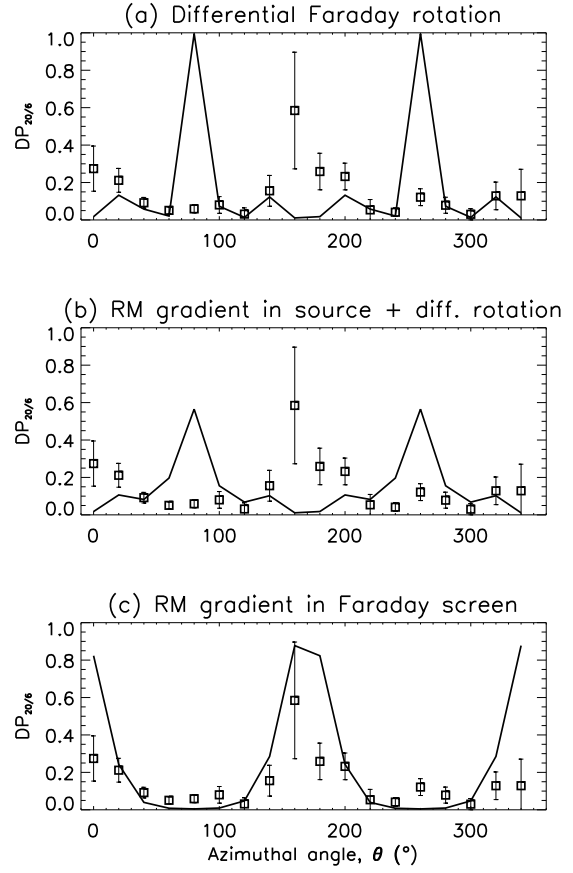 (a) Differential Faraday rotation
1.0
0.8
0.6
0.4
0.2
0.0
DP20/6
0 100 200 300
(b) RM gradient in source + diff. rotation
1.0
0.8
0.6
0.4
0.2
0.0
DP20/6
0 100 200 300
(c) RM gradient in Faraday screen
1.0
0.8
0.6
0.4
0.2
0.0
DP20/6
0 100 200 300
Azimuthal angle, θ (°)